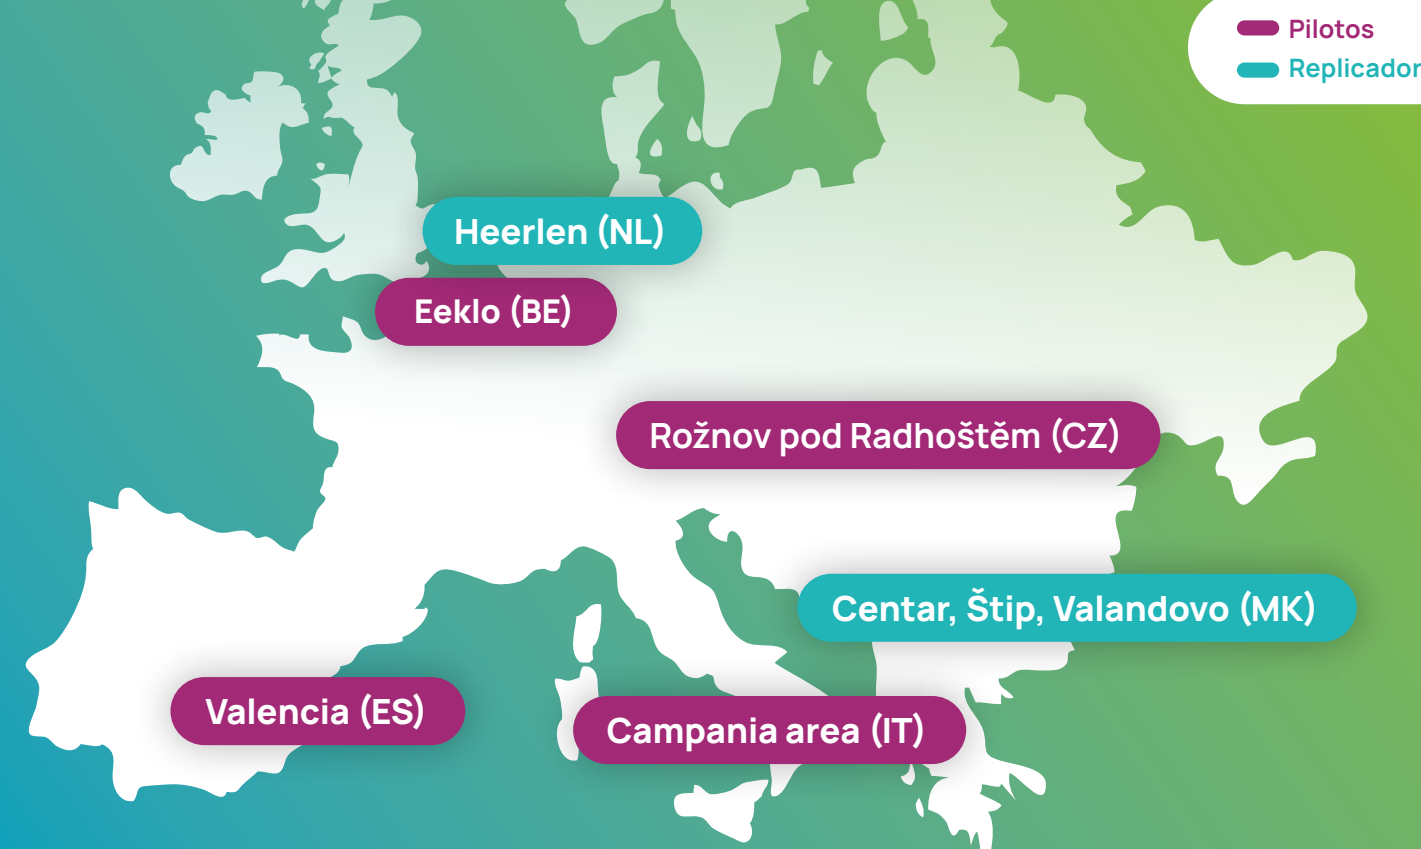 Pilotos
Replicador
Heerlen (NL)
Eeklo (BE)
Rožnov pod Radhoštěm (CZ)
Centar, Štip, Valandovo (MK)
Valencia (ES)
Campania area (IT)